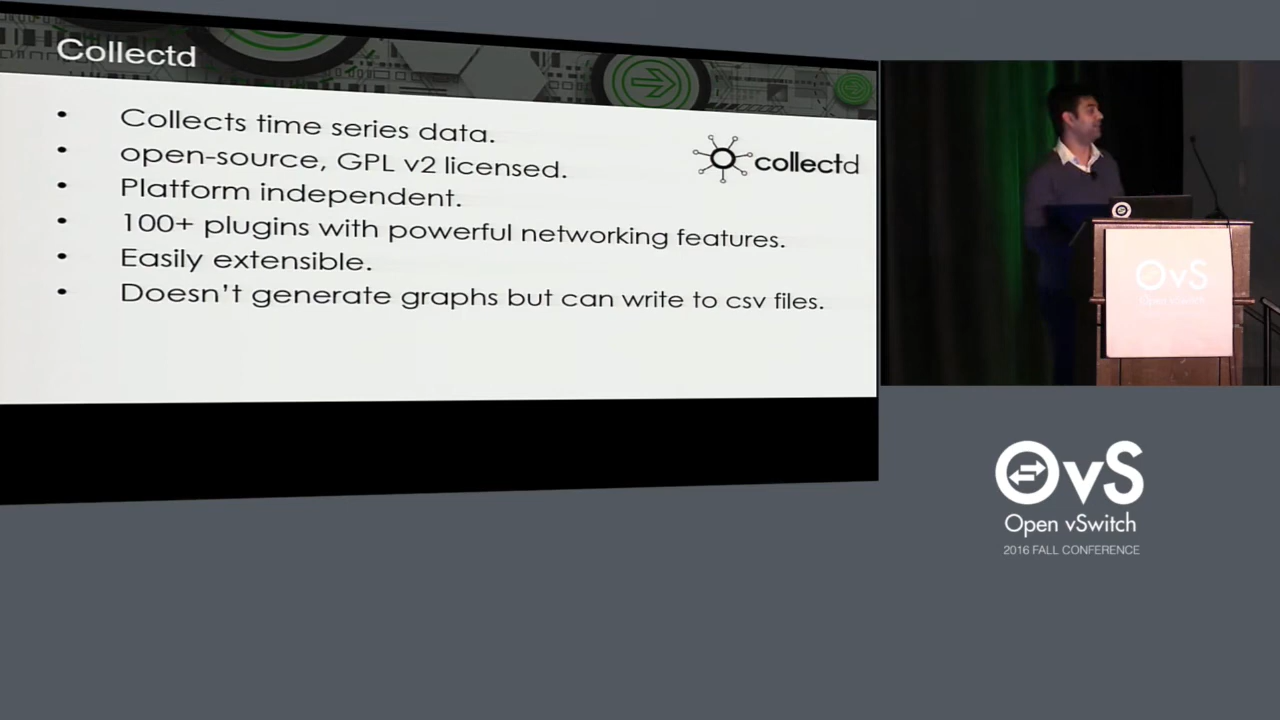 Collectd
• Collects time series data.
• open-source, GPL v2 licensed.
• Platform independent.
• 100+ plugins with powerful networking features.
• Easily extensible.
• Doesn't generate graphs but can write to csv files.
collectd
OvS
Open vSwitch
OvS
Open vSwitch
2016 FALL CONFERENCE